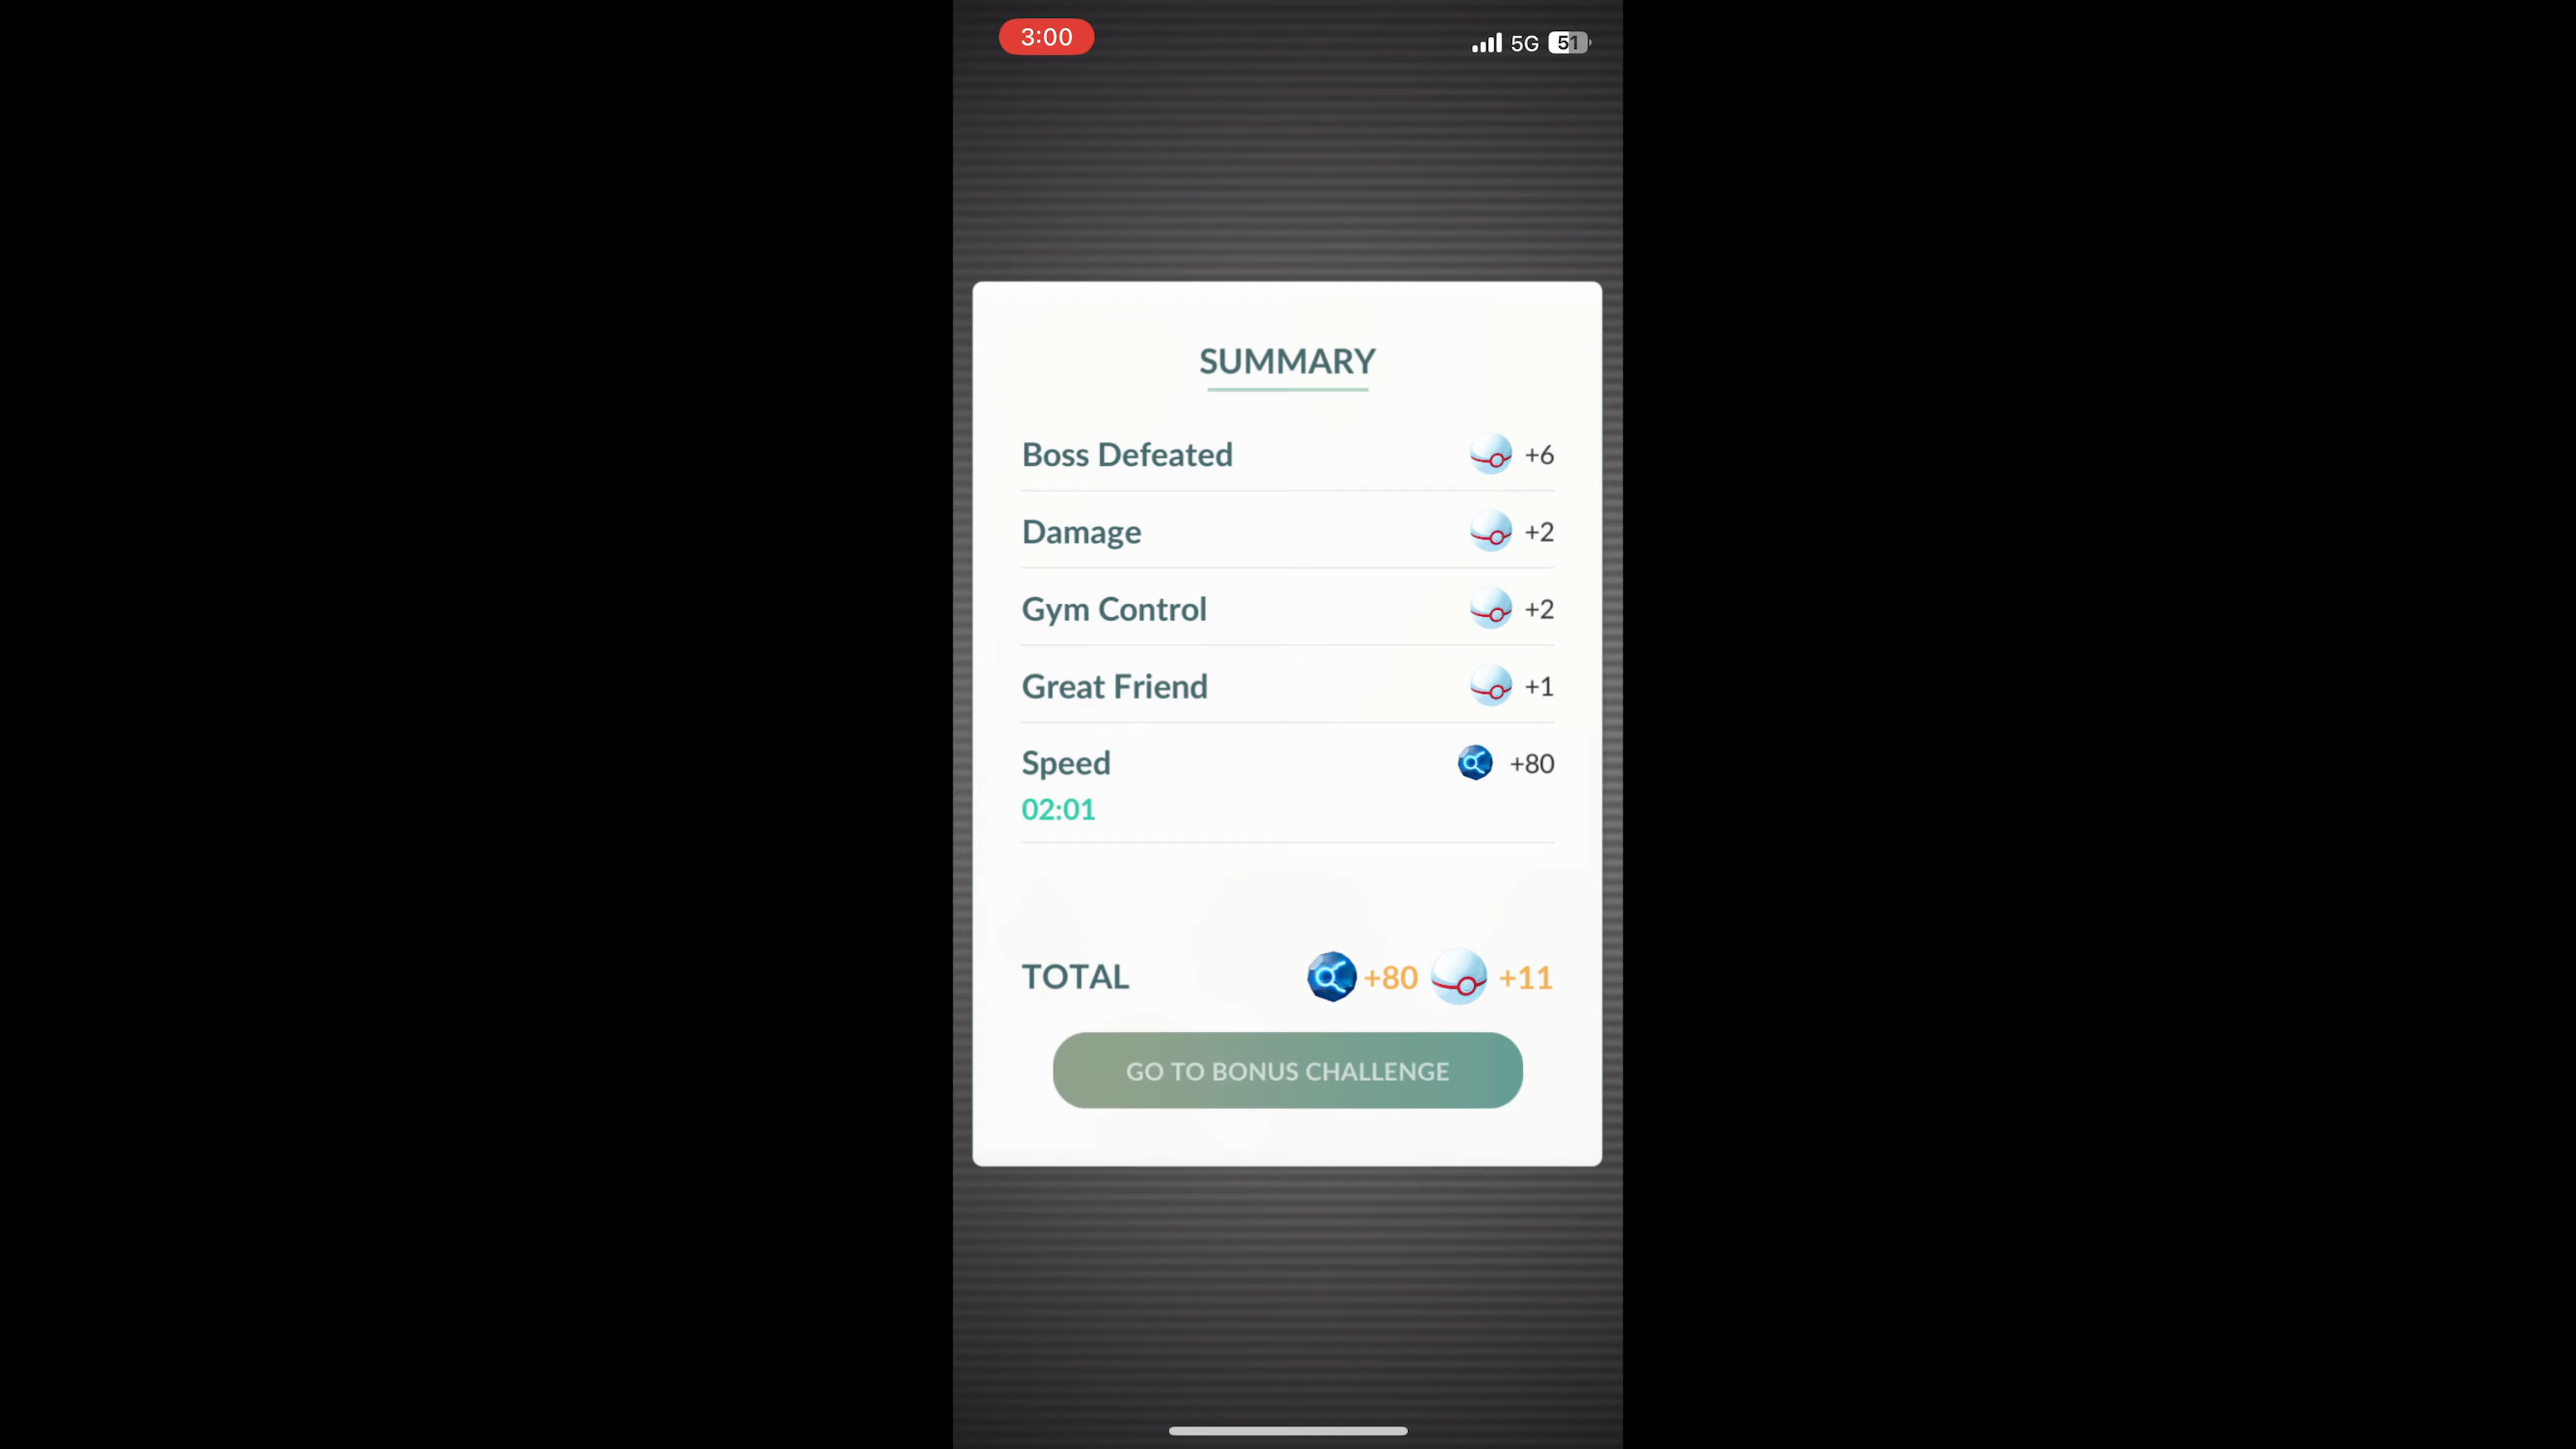 3:00
5G 51
SUMMARY
Boss Defeated +6
Damage +2
Gym Control +2
Great Friend +1
Speed +80
02:01
TOTAL +80 +11
GO TO BONUS CHALLENGE